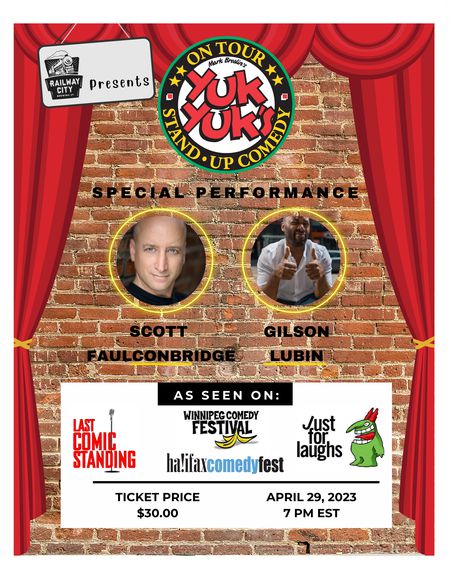 RAILWAY
CITY
BREWING CO
Presents
ON TOUR
Mark Breslin's
YUK
YUK'S
STAND-UP COMEDY
SPECIAL PERFORMANCE
SCOTT
FAULCONBRIDGE
GILSON
LUBIN
AS SEEN ON:
LAST
COMIC
STANDING
WINNIPEG COMEDY
FESTIVAL
halifaxcomedyfest
Just
for
laughs
TICKET PRICE
$30.00
APRIL 29, 2023
7 PM EST